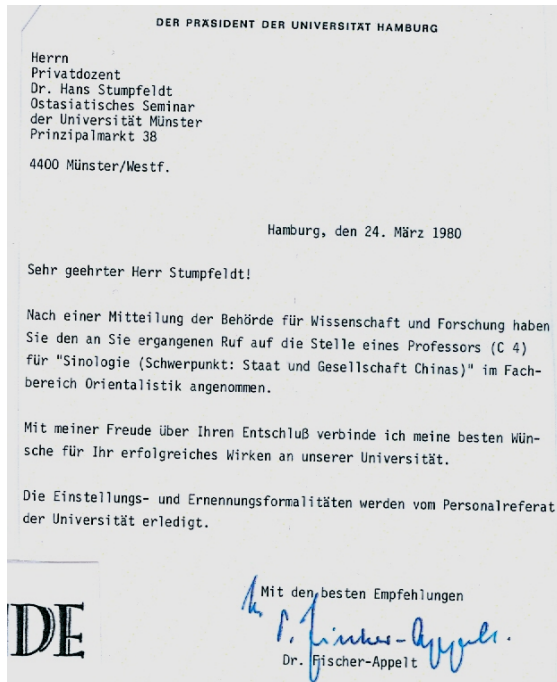 DER PRÄSIDENT DER UNIVERSITÄT HAMBURG
Herrn
Privatdozent
Dr. Hans Stumpfeldt
Ostasiatisches Seminar
der Universität Münster
Prinzipalmarkt 38
4400 Münster/Westf.
Hamburg, den 24. März 1980
Sehr geehrter Herr Stumpfeldt!
Nach einer Mitteilung der Behörde für Wissenschaft und Forschung haben
Sie den an Sie ergangenen Ruf auf die Stelle eines Professors (C 4)
für "Sinologie (Schwerpunkt: Staat und Gesellschaft Chinas)" im Fach-
bereich Orientalistik angenommen.
Mit meiner Freude über Ihren Entschluß verbinde ich meine besten Wün-
sche für Ihr erfolgreiches Wirken an unserer Universität.
Die Einstellungs- und Ernennungsformalitäten werden vom Personalreferat
der Universität erledigt.
Mit den besten Empfehlungen
P. Fischer-Appelt.
Dr. Fischer-Appelt
DE